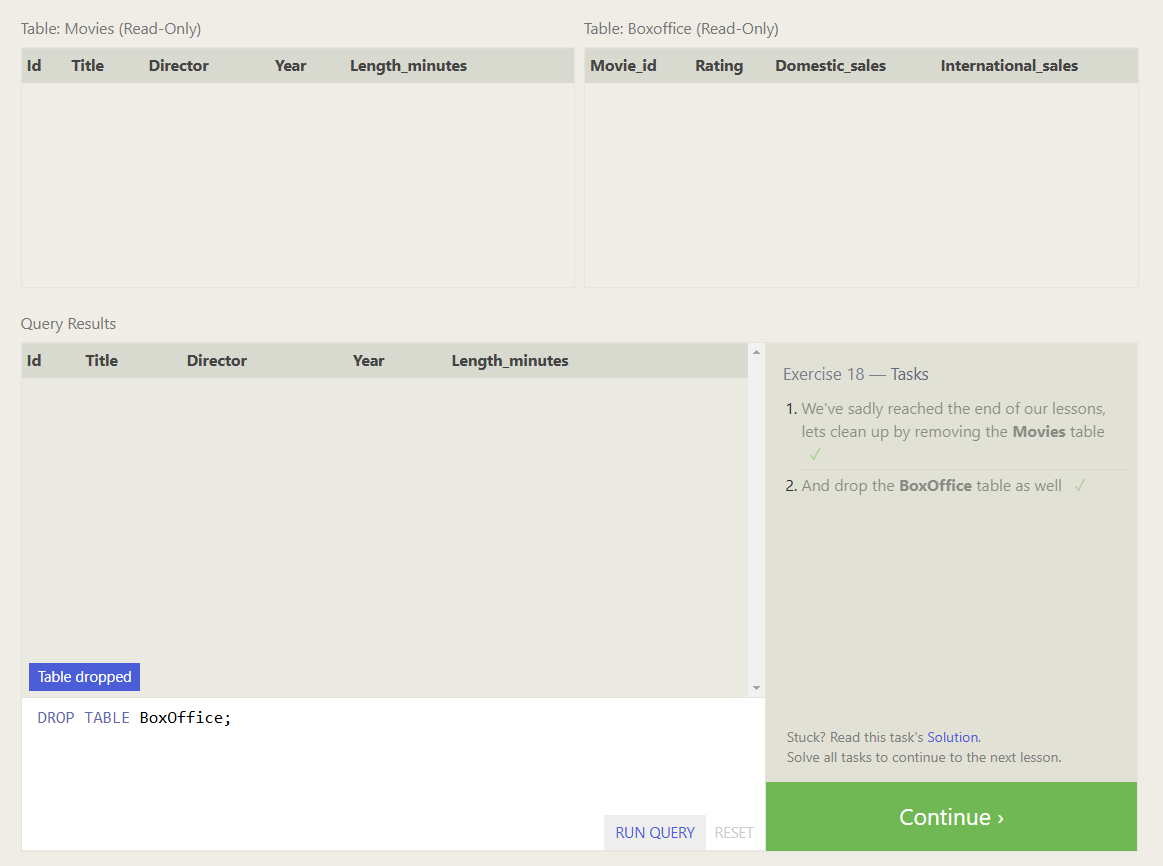 Table: Movies (Read-Only)
Id Title Director Year Length_minutes
Table: Boxoffice (Read-Only)
Movie_id Rating Domestic_sales International_sales
Query Results
Id Title Director Year Length_minutes
Table dropped
DROP TABLE BoxOffice;
RUN QUERY RESET
Exercise 18 — Tasks
1. We've sadly reached the end of our lessons,
lets clean up by removing the Movies table
✓
2. And drop the BoxOffice table as well ✓
Stuck? Read this task's Solution.
Solve all tasks to continue to the next lesson.
Continue ›